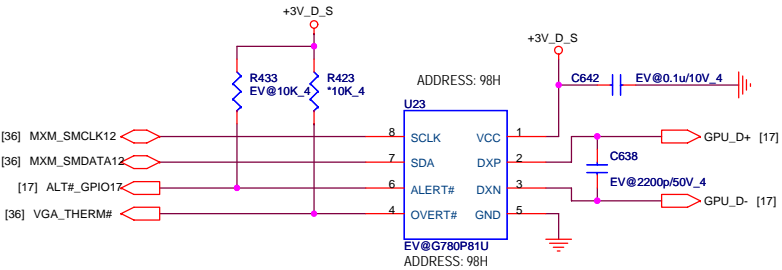 +3V_D_S
+3V_D_S
R433
EV@10K_4
R423
*10K_4
ADDRESS: 98H
C642
EV@0.1u/10V_4
U23
[36] MXM_SMCLK12
8
SCLK
VCC
1
GPU_D+ [17]
[36] MXM_SMDATA12
7
SDA
DXP
2
C638
EV@2200p/50V_4
[17] ALT#_GPIO17
6
ALERT#
DXN
3
GPU_D- [17]
[36] VGA_THERM#
4
OVERT#
GND
5
EV@G780P81U
ADDRESS: 98H